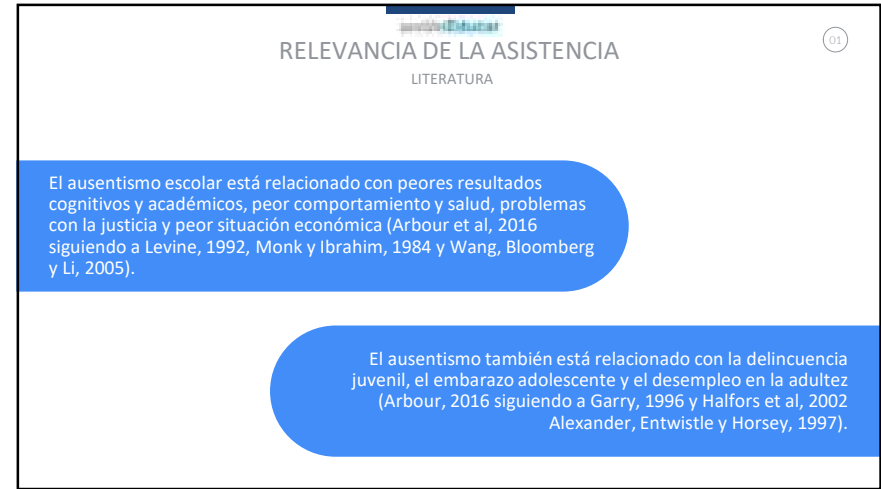 Educar
RELEVANCIA DE LA ASISTENCIA
01
LITERATURA
El ausentismo escolar está relacionado con peores resultados
cognitivos y académicos, peor comportamiento y salud, problemas
con la justicia y peor situación económica (Arbour et al, 2016
siguiendo a Levine, 1992, Monk y Ibrahim, 1984 y Wang, Bloomberg
y Li, 2005).
El ausentismo también está relacionado con la delincuencia
juvenil, el embarazo adolescente y el desempleo en la adultez
(Arbour, 2016 siguiendo a Garry, 1996 y Halfors et al, 2002
Alexander, Entwistle y Horsey, 1997).